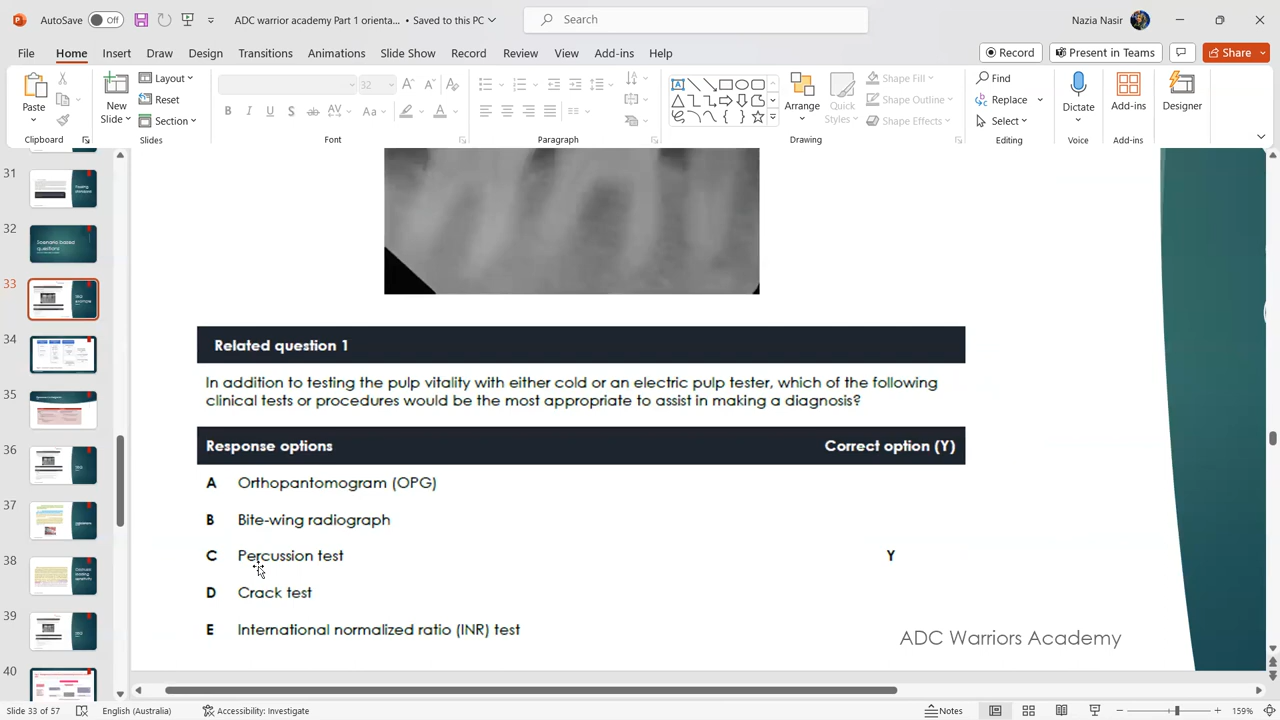 AutoSave Off ADC warrior academy Part 1 orienta... • Saved to this PC Search Nazia Nasir
File Home Insert Draw Design Transitions Animations Slide Show Record Review View Add-ins Help Record Present in Teams Share
Paste New Slide Layout Reset Section 32 Aa Arrange Quick Styles Shape Fill Shape Outline Shape Effects Find Replace Select Dictate Add-ins Designer
Clipboard Slides Font Paragraph Drawing Editing Voice Add-ins
31
32
Scenario based questions
33
34
35
36
37
38
39
40
Related question 1
In addition to testing the pulp vitality with either cold or an electric pulp tester, which of the following
clinical tests or procedures would be the most appropriate to assist in making a diagnosis?
Response options Correct option (Y)
A Orthopantomogram (OPG)
B Bite-wing radiograph
C Percussion test Y
D Crack test
E International normalized ratio (INR) test
ADC Warriors Academy
Slide 33 of 57 English (Australia) Accessibility: Investigate Notes 159%